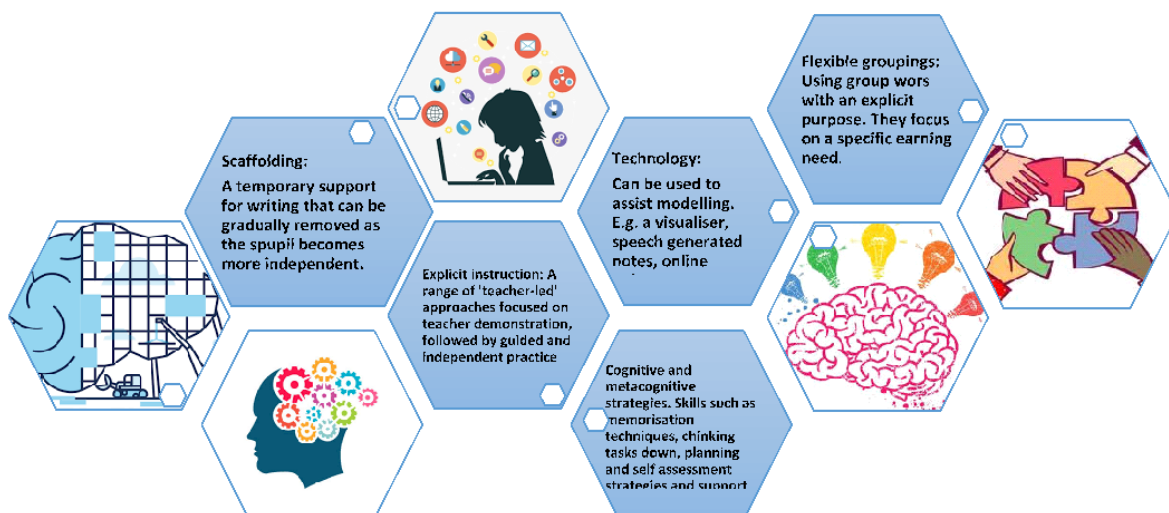 Scaffolding:
A temporary support
for writing that can be
gradually removed as
the spupil becomes
more independent.
Explicit instruction: A
range of 'teacher-led'
approaches focused on
teacher demonstration,
followed by guided and
independent practice
Technology:
Can be used to
assist modelling.
E.g. a visualiser,
speech generated
notes, online
Cognitive and
metacognitive
strategies. Skills such as
memorisation
techniques, chinking
tasks down, planning
and self assessment
strategies and support
Flexible groupings:
Using group wors
with an explicit
purpose. They focus
on a specific earning
need.